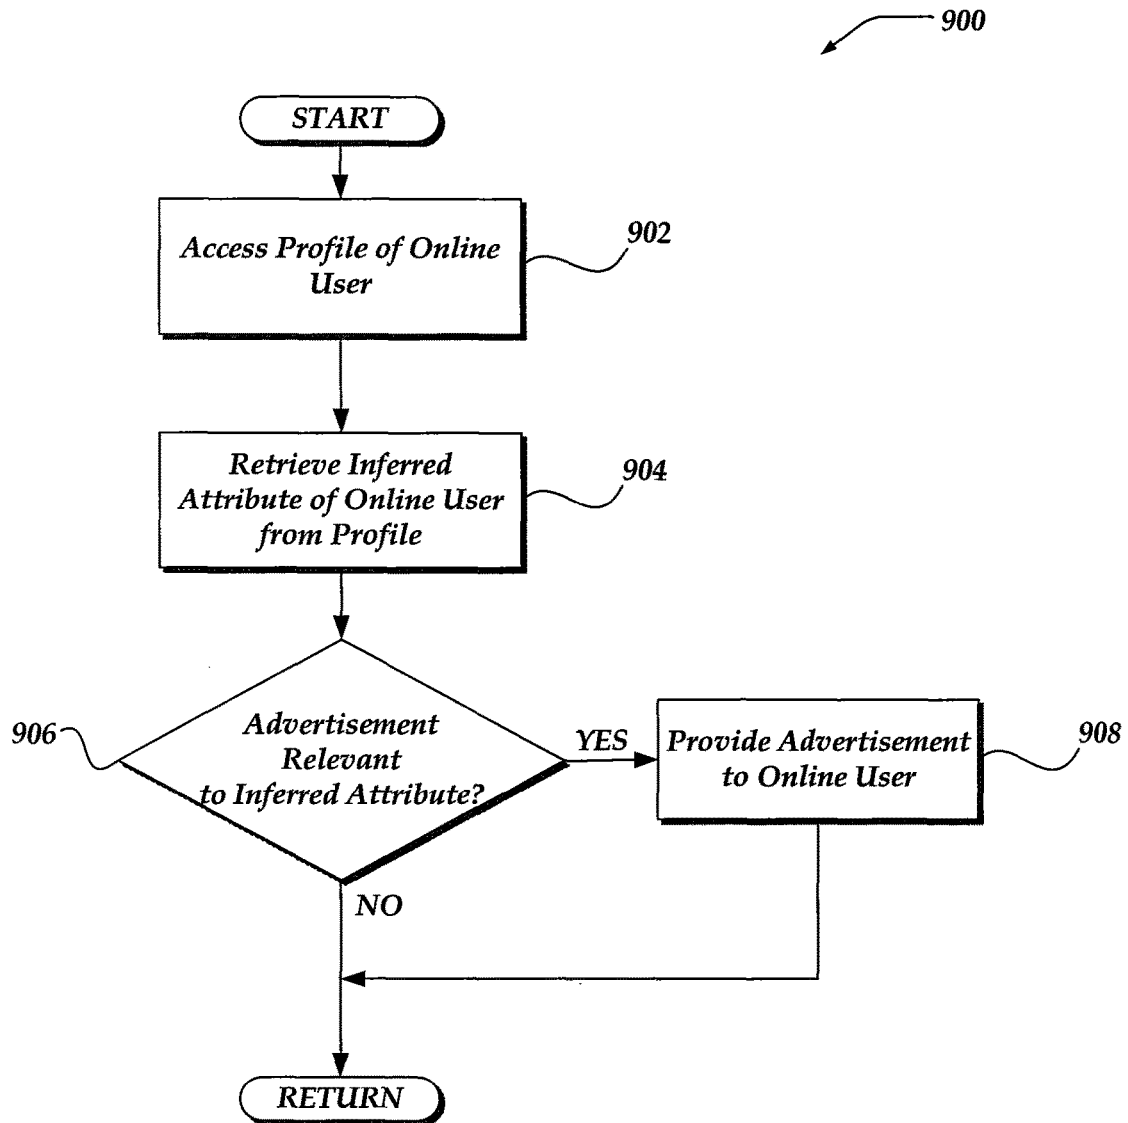 900
START
Access Profile of Online
User
902
Retrieve Inferred
Attribute of Online User
from Profile
904
906
Advertisement
Relevant
to Inferred Attribute?
YES
Provide Advertisement
to Online User
908
NO
RETURN